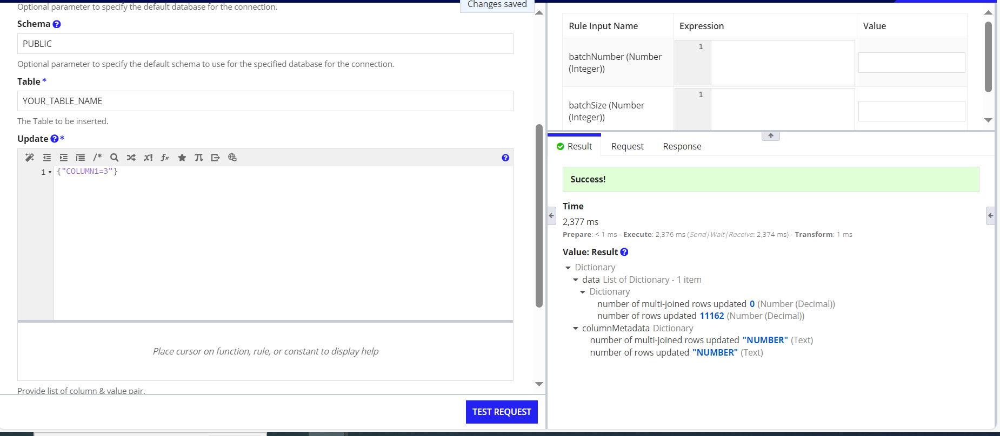 Optional parameter to specify the default database for the connection.
Changes saved
Schema ?
PUBLIC
Optional parameter to specify the default schema to use for the specified database for the connection.
Table *
YOUR_TABLE_NAME
The Table to be inserted.
Update ? *
/* x! fx π ?
1 {"COLUMN1=3"}
Place cursor on function, rule, or constant to display help
Provide list of column & value pair.
TEST REQUEST
Rule Input Name Expression Value
batchNumber (Number
(Integer))
1
batchSize (Number
(Integer))
1
Result Request Response
Success!
Time
2,377 ms
Prepare: < 1 ms - Execute: 2,376 ms (Send|Wait|Receive: 2,374 ms) - Transform: 1 ms
Value: Result ?
Dictionary
data List of Dictionary - 1 item
Dictionary
number of multi-joined rows updated 0 (Number (Decimal))
number of rows updated 11162 (Number (Decimal))
columnMetadata Dictionary
number of multi-joined rows updated "NUMBER" (Text)
number of rows updated "NUMBER" (Text)